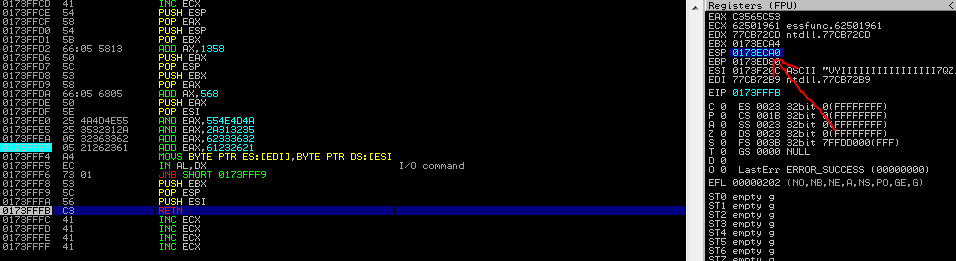 0173FFCD 41 INC ECX
0173FFCE 54 PUSH ESP
0173FFCF 58 POP EAX
0173FFD0 54 PUSH ESP
0173FFD1 5B POP EBX
0173FFD2 66:05 5813 ADD AX,1358
0173FFD6 50 PUSH EAX
0173FFD7 5C POP ESP
0173FFD8 53 PUSH EBX
0173FFD9 58 POP EAX
0173FFDA 66:05 6805 ADD AX,568
0173FFDE 50 PUSH EAX
0173FFDF 5E POP ESI
0173FFE0 25 4A4D4E55 AND EAX,554E4D4A
0173FFE5 25 3532312A AND EAX,2A313235
0173FFEA 05 32363362 ADD EAX,62333632
05 21262361 ADD EAX,61232621
0173FFF4 A4 MOVS BYTE PTR ES:[EDI],BYTE PTR DS:[ESI
0173FFF5 EC IN AL,DX I/O command
0173FFF6 73 01 JNB SHORT 0173FFF9
0173FFF8 53 PUSH EBX
0173FFF9 5C POP ESP
0173FFFA 56 PUSH ESI
0173FFFB C3 RETN
0173FFFC 41 INC ECX
0173FFFD 41 INC ECX
0173FFFE 41 INC ECX
0173FFFF 41 INC ECX
Registers (FPU) <
EAX C3565C53
ECX 62501961 essfunc.62501961
EDX 77CB72CD ntdll.77CB72CD
EBX 0173ECA4
ESP 0173ECA0
EBP 0173ED80
ESI 0173F20C ASCII "VYIIIIIIIIIIIIIIII7QZ
EDI 77CB72B9 ntdll.77CB72B9
EIP 0173FFFB
C 0 ES 0023 32bit 0(FFFFFFFF)
P 0 CS 001B 32bit 0(FFFFFFFF)
A 0 SS 0023 32bit 0(FFFFFFFF)
Z 0 DS 0023 32bit 0(FFFFFFFF)
S 0 FS 003B 32bit 7FFDD000(FFF)
T 0 GS 0000 NULL
D 0
O 0 LastErr ERROR_SUCCESS (00000000)
EFL 00000202 (NO,NB,NE,A,NS,PO,GE,G)
ST0 empty g
ST1 empty g
ST2 empty g
ST3 empty g
ST4 empty g
ST5 empty g
ST6 empty g
ST7 empty g